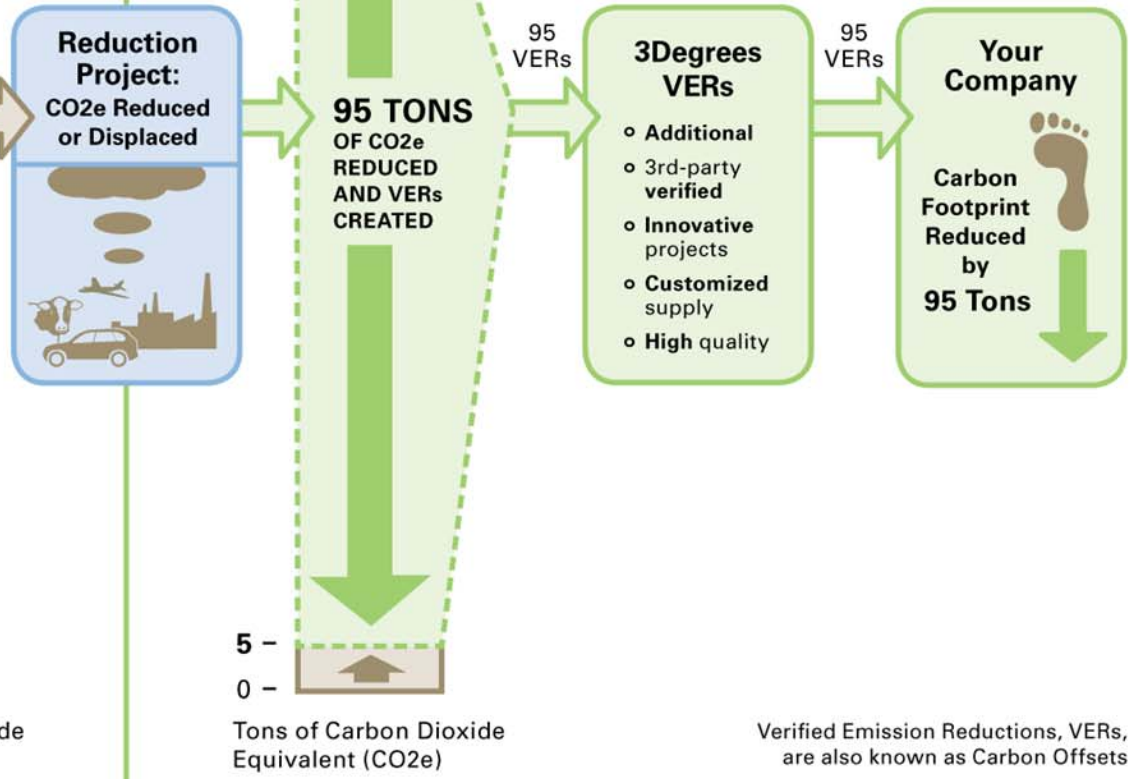 Reduction
Project:
CO2e Reduced
or Displaced
95 TONS
OF CO2e
REDUCED
AND VERs
CREATED
95
VERs
3Degrees
VERs
Additional
3rd-party
verified
Innovative
projects
Customized
supply
High quality
95
VERs
Your
Company
Carbon
Footprint
Reduced
by
95 Tons
5 –
0 –
de
Tons of Carbon Dioxide
Equivalent (CO2e)
Verified Emission Reductions, VERs,
are also known as Carbon Offsets